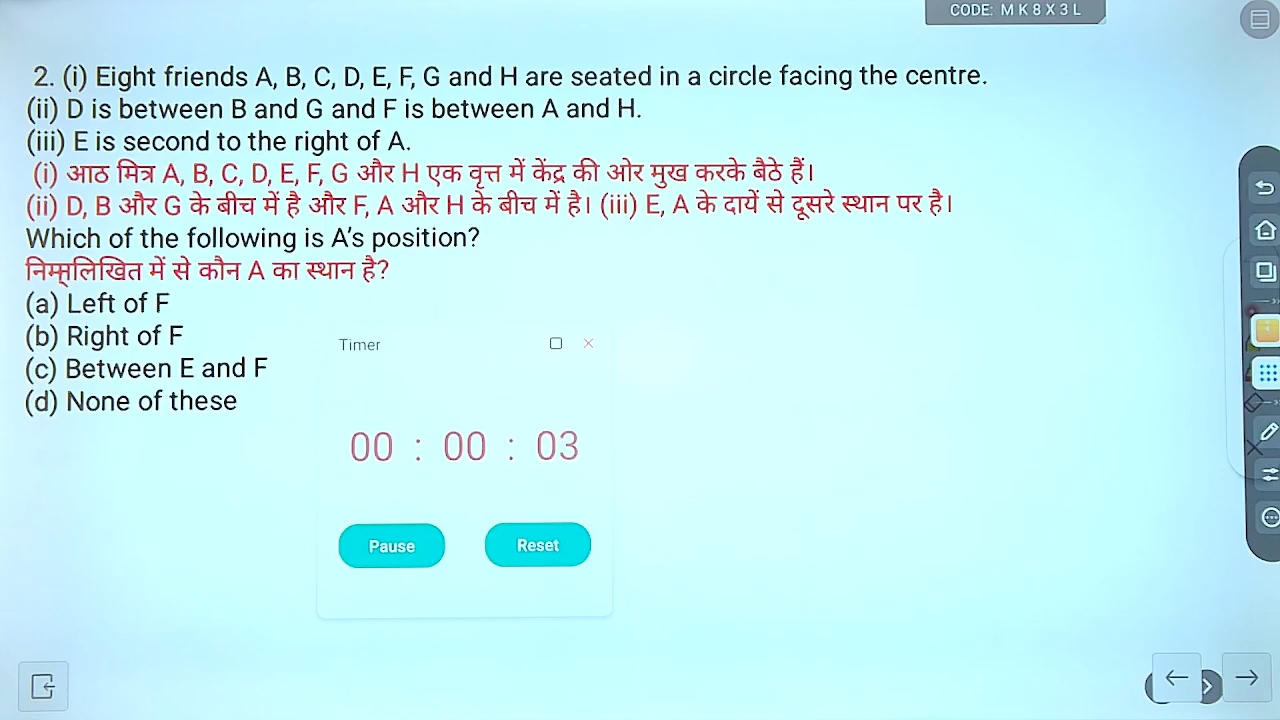 CODE: M K 8 X 3 L
2. (i) Eight friends A, B, C, D, E, F, G and H are seated in a circle facing the centre.
(ii) D is between B and G and F is between A and H.
(iii) E is second to the right of A.
(i) आठ मित्र A, B, C, D, E, F, G और H एक वृत्त में केंद्र की ओर मुख करके बैठे हैं।
(ii) D, B और G के बीच में है और F, A और H के बीच में है। (iii) E, A के दायें से दूसरे स्थान पर है।
Which of the following is A’s position?
निम्नलिखित में से कौन A का स्थान है?
(a) Left of F
(b) Right of F
(c) Between E and F
(d) None of these
Timer
00 : 00 : 03
Pause Reset